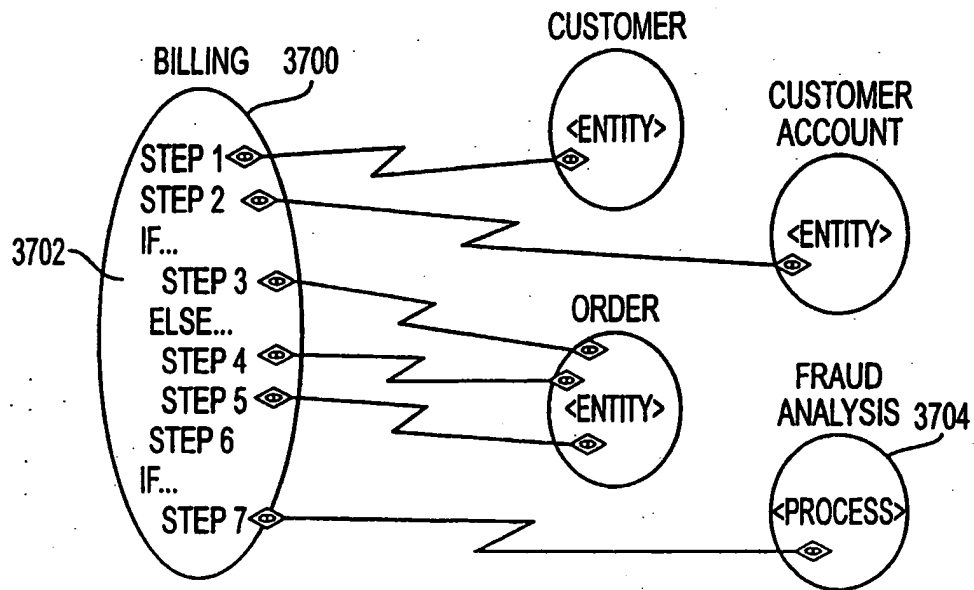 BILLING 3700
STEP 1
STEP 2
IF...
3702
STEP 3
ELSE...
STEP 4
STEP 5
STEP 6
IF...
STEP 7
CUSTOMER
<ENTITY>
CUSTOMER
ACCOUNT
<ENTITY>
ORDER
<ENTITY>
FRAUD
ANALYSIS 3704
<PROCESS>